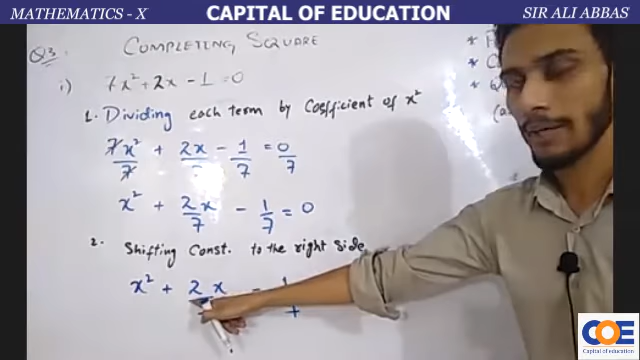 MATHEMATICS - X CAPITAL OF EDUCATION SIR ALI ABBAS
Q3. COMPLETING SQUARE
i) 7x² + 2x - 1 = 0
1. Dividing each term by Coefficient of x²
7x²/7 + 2x - 1/7 = 0/7
x² + 2x/7 - 1/7 = 0
2. Shifting Const. to the right side
x² + 2x
COE
Capital of education